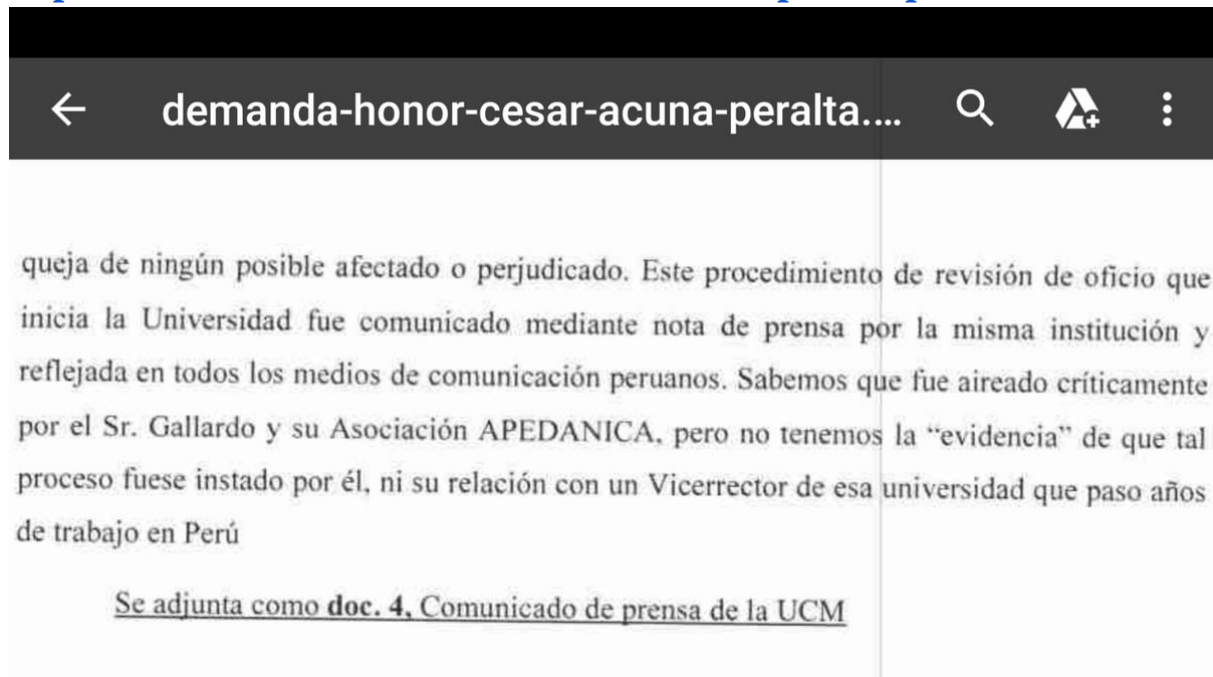 demanda-honor-cesar-acuna-peralta....
queja de ningún posible afectado o perjudicado. Este procedimiento de revisión de oficio que
inicia la Universidad fue comunicado mediante nota de prensa por la misma institución y
reflejada en todos los medios de comunicación peruanos. Sabemos que fue aireado críticamente
por el Sr. Gallardo y su Asociación APEDANICA, pero no tenemos la “evidencia” de que tal
proceso fuese instado por él, ni su relación con un Vicerrector de esa universidad que paso años
de trabajo en Perú
Se adjunta como doc. 4, Comunicado de prensa de la UCM